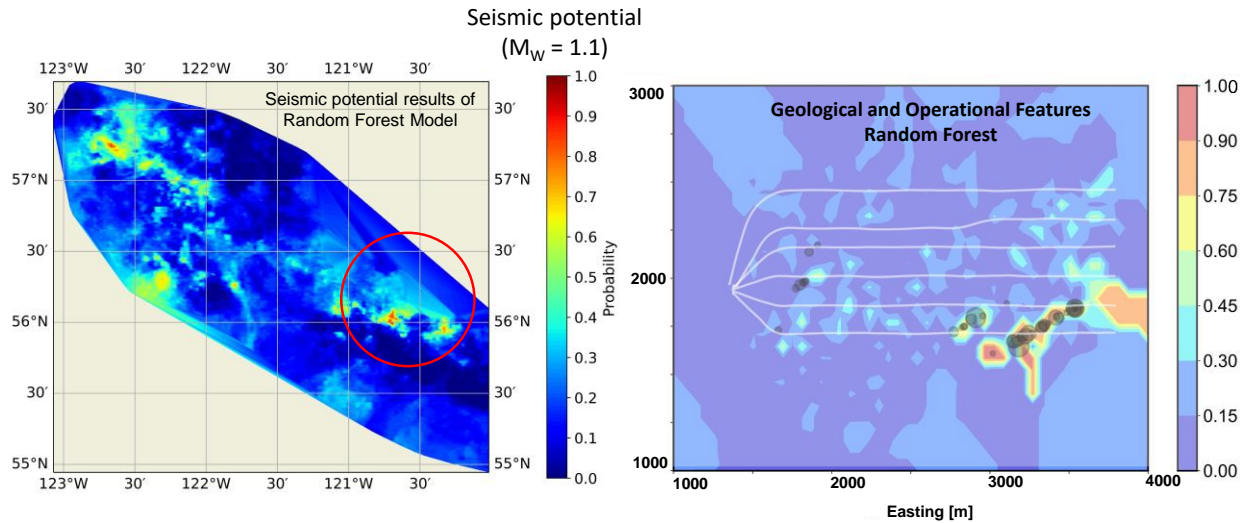 Seismic potential
(M_W = 1.1)
123°W 30′ 122°W 30′ 121°W 30′
Seismic potential results of
Random Forest Model
30′ 30′
57°N 57°N
30′ 30′
56°N 56°N
30′ 30′
55°N 55°N
123°W 30′ 122°W 30′ 121°W 30′
1.0
0.9
0.8
0.7
0.6
0.5
0.4
0.3
0.2
0.1
0.0
Probability
Geological and Operational Features
Random Forest
3000
2000
1000
1000 2000 3000 4000
Easting [m]
1.00
0.90
0.75
0.60
0.45
0.30
0.15
0.00